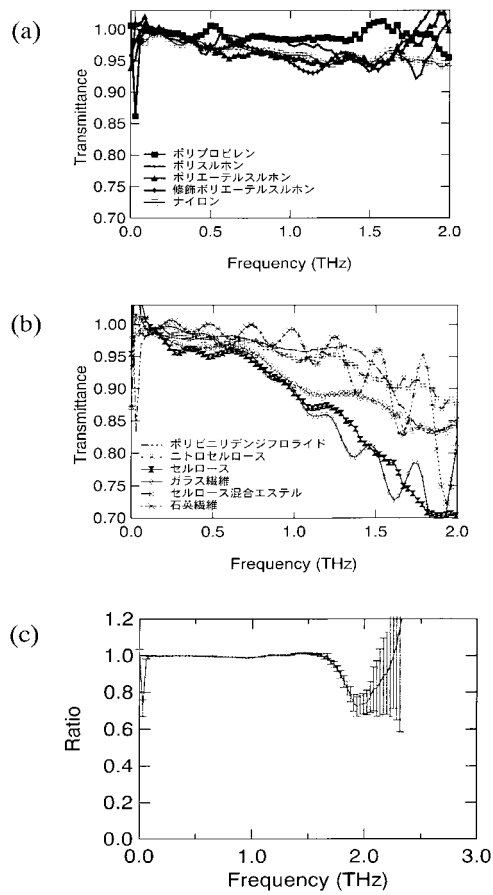 (a)
1.00
0.95
0.90
0.85
0.80
0.75
0.70
Transmittance
ポリプロピレン
ポリスルホン
ポリエーテルスルホン
修飾ポリエーテルスルホン
ナイロン
0.0 0.5 1.0 1.5 2.0
Frequency (THz)
(b)
1.00
0.95
0.90
0.85
0.80
0.75
0.70
Transmittance
ポリビニリデンジフロライド
ニトロセルロース
セルロース
ガラス繊維
セルロース混合エステル
石英繊維
0.0 0.5 1.0 1.5 2.0
Frequency (THz)
(c)
1.2
1.0
0.8
0.6
0.4
0.2
0.0
Ratio
0.0 1.0 2.0 3.0
Frequency (THz)